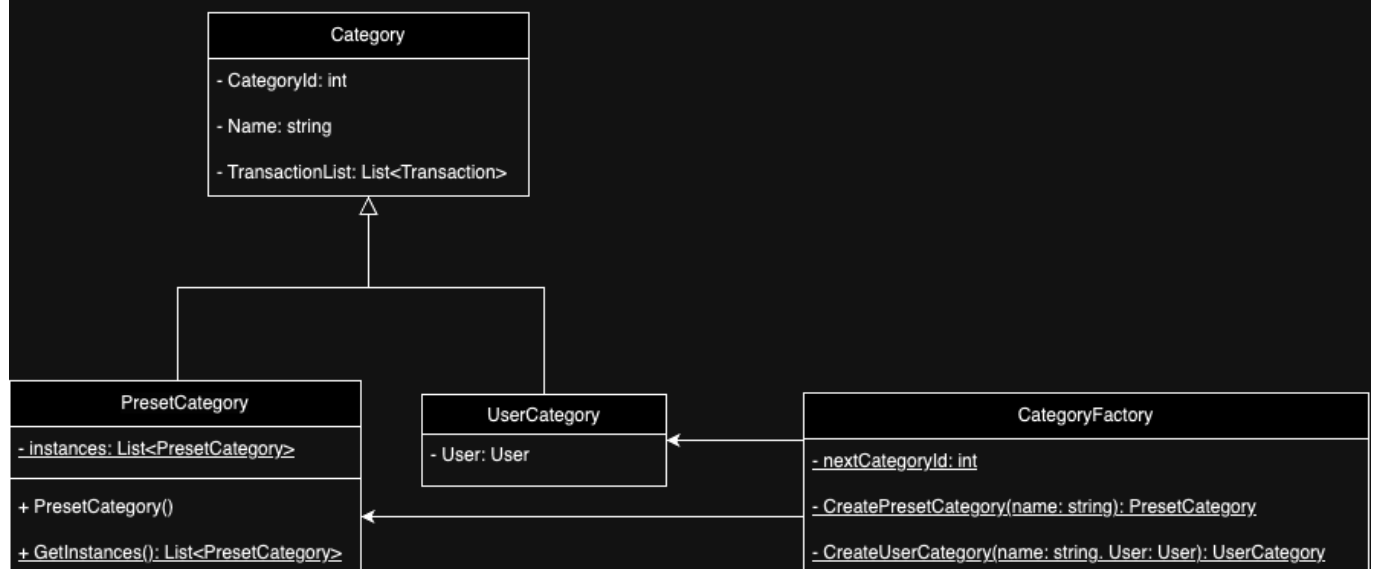 Category
- CategoryId: int
- Name: string
- TransactionList: List<Transaction>
PresetCategory
- instances: List<PresetCategory>
+ PresetCategory()
+ GetInstances(): List<PresetCategory>
UserCategory
- User: User
CategoryFactory
- nextCategoryId: int
- CreatePresetCategory(name: string): PresetCategory
- CreateUserCategory(name: string. User: User): UserCategory